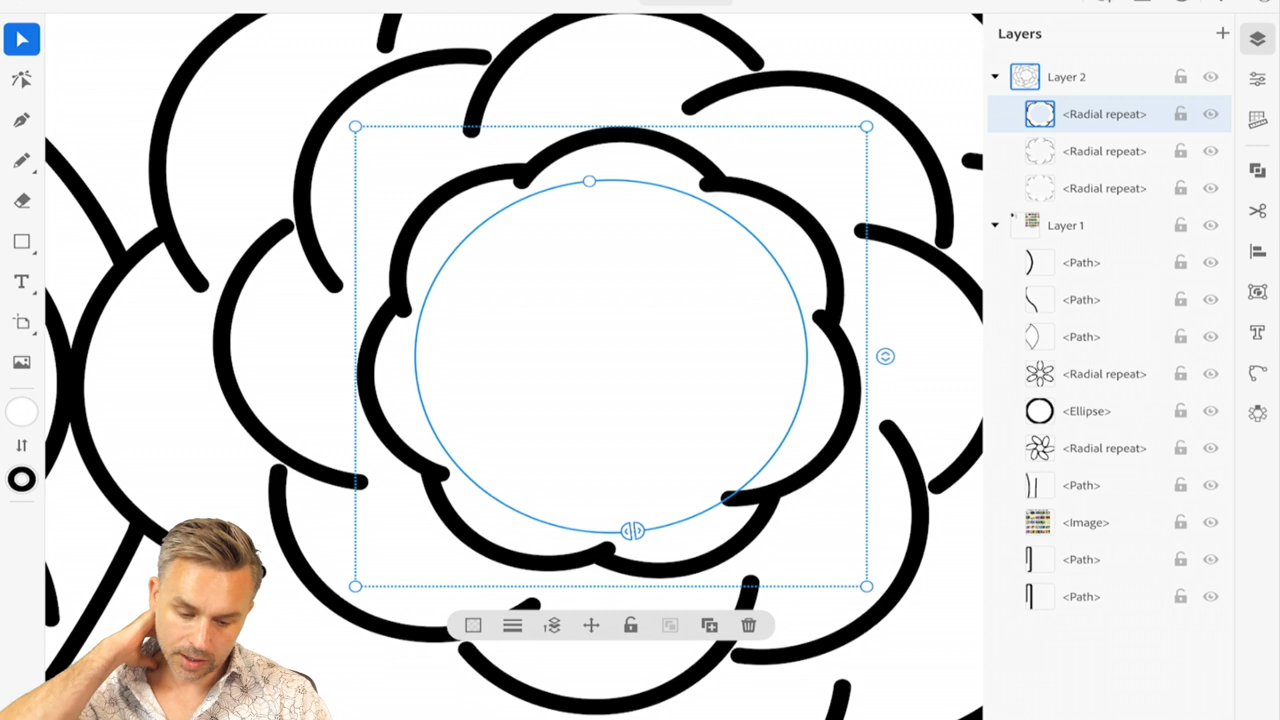 Layers
Layer 2
<Radial repeat>
<Radial repeat>
<Radial repeat>
Layer 1
<Path>
<Path>
<Path>
<Radial repeat>
<Ellipse>
<Radial repeat>
<Path>
<Image>
<Path>
<Path>